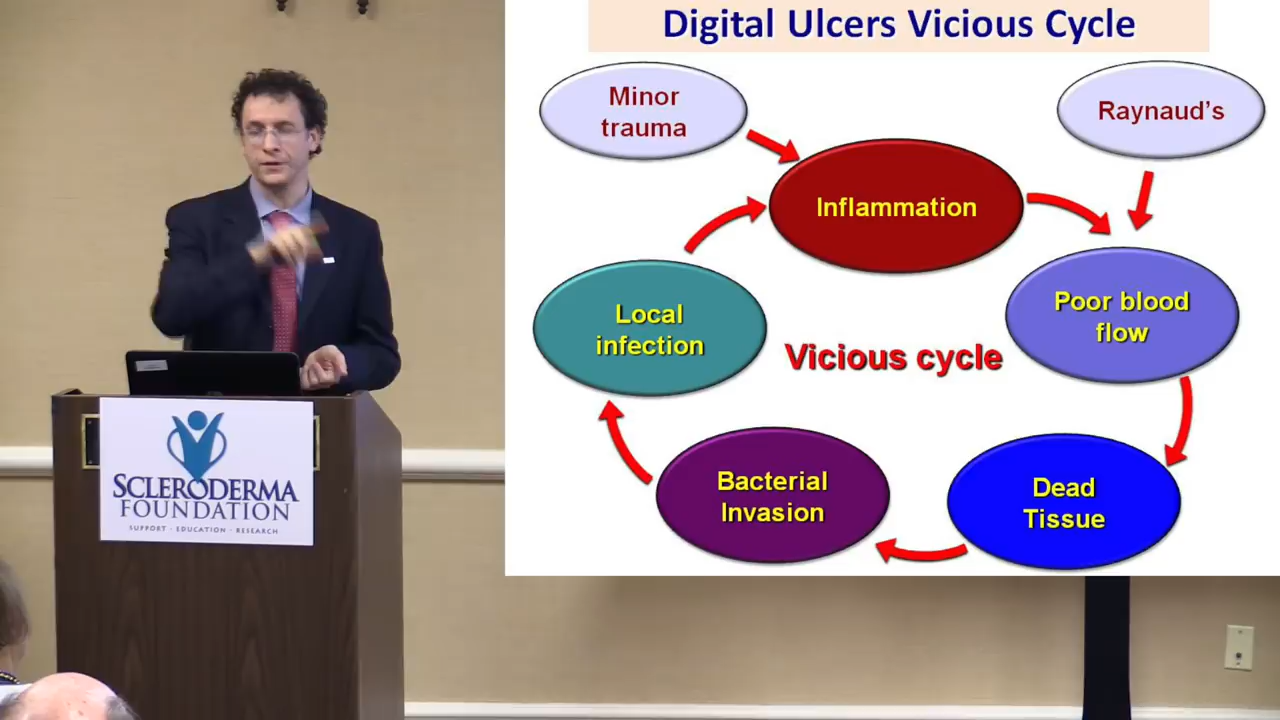 Digital Ulcers Vicious Cycle
Minor
trauma
Raynaud's
Inflammation
Poor blood
flow
Local
infection
Vicious cycle
Bacterial
Invasion
Dead
Tissue
SCLERODERMA
FOUNDATION
SUPPORT · EDUCATION · RESEARCH